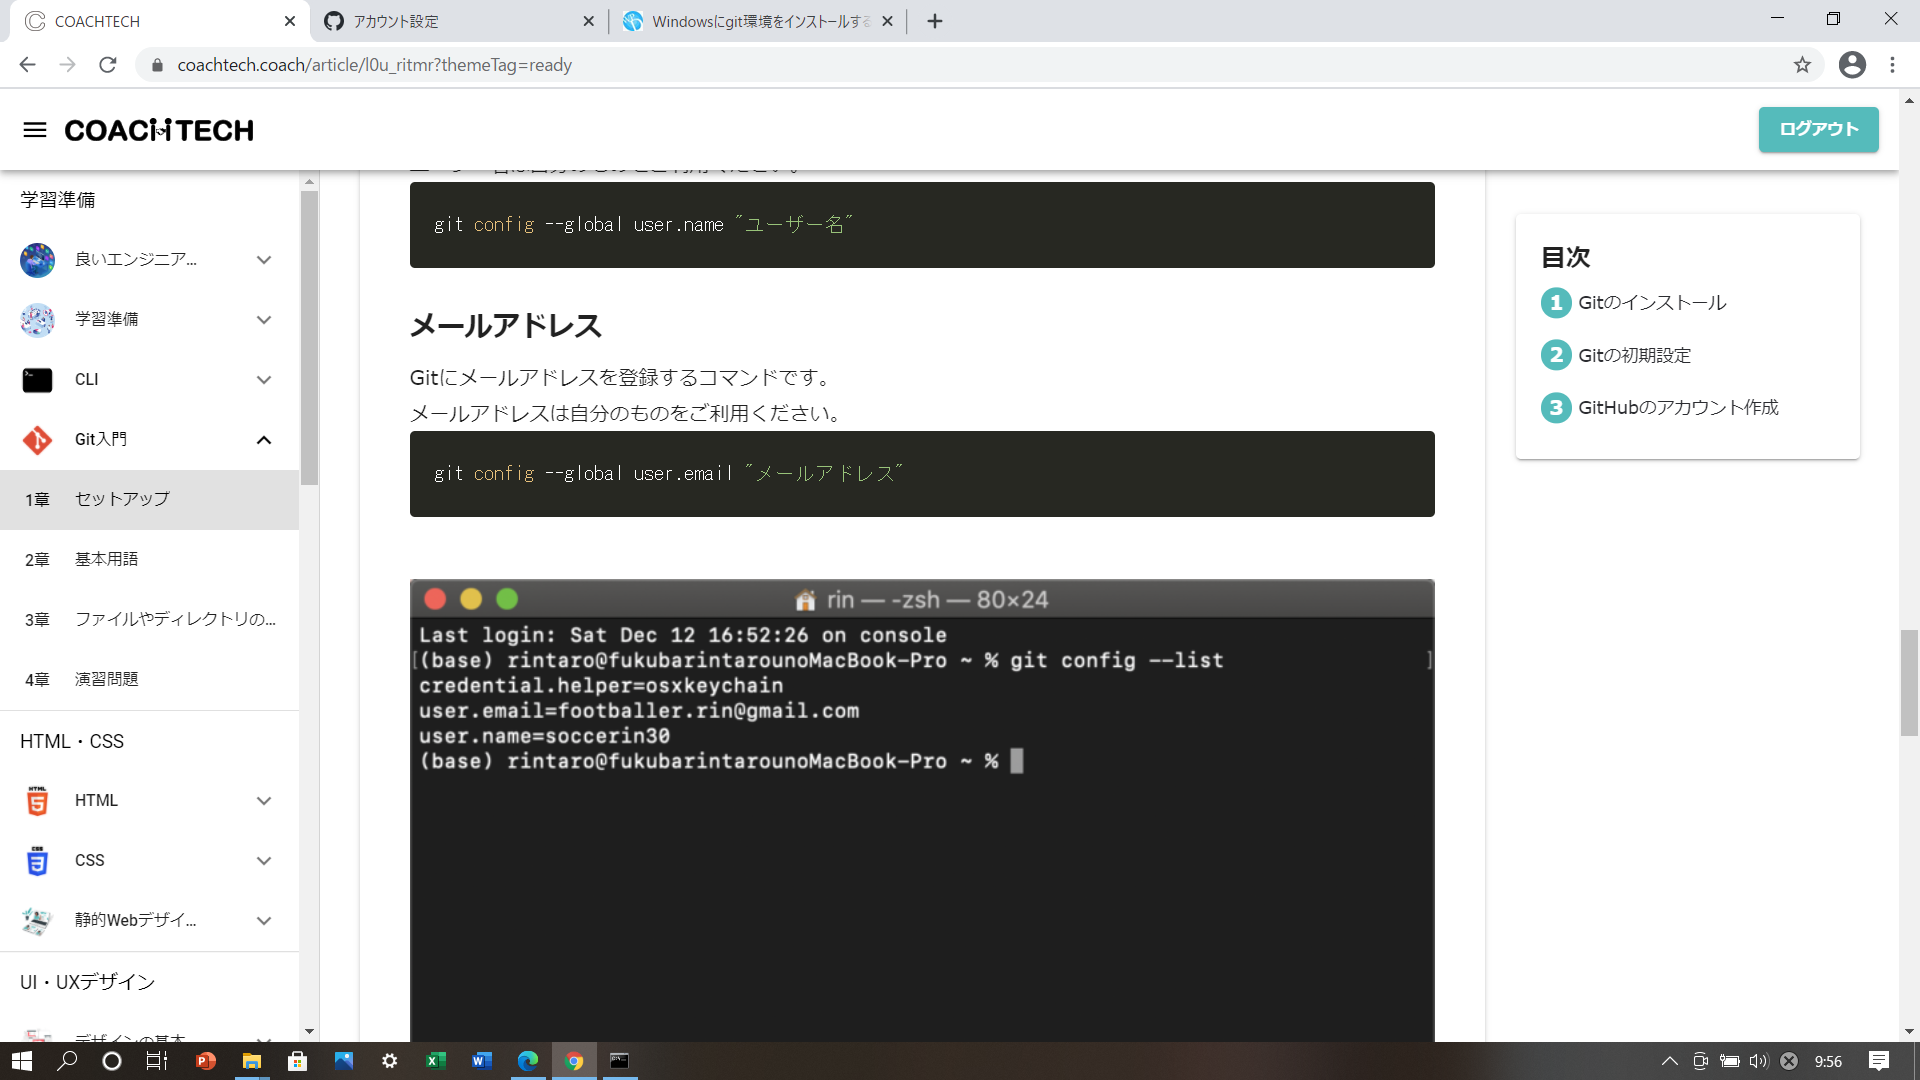 COACHTECH
アカウント設定
Windowsにgit環境をインストールする
coachtech.coach/article/l0u_ritmr?themeTag=ready
COACHTECH
ログアウト
学習準備
良いエンジニア...
学習準備
CLI
Git入門
1章 セットアップ
2章 基本用語
3章 ファイルやディレクトリの...
4章 演習問題
HTML・CSS
HTML
CSS
静的Webデザイ...
UI・UXデザイン
デザインの基本
git config --global user.name "ユーザー名"
メールアドレス
Gitにメールアドレスを登録するコマンドです。
メールアドレスは自分のものをご利用ください。
git config --global user.email "メールアドレス"
rin — -zsh — 80×24
Last login: Sat Dec 12 16:52:26 on console
[(base) rintaro@fukubarintarounoMacBook-Pro ~ % git config --list ]
credential.helper=osxkeychain
user.email=footballer.rin@gmail.com
user.name=soccerin30
(base) rintaro@fukubarintarounoMacBook-Pro ~ %
目次
1 Gitのインストール
2 Gitの初期設定
3 GitHubのアカウント作成
9:56